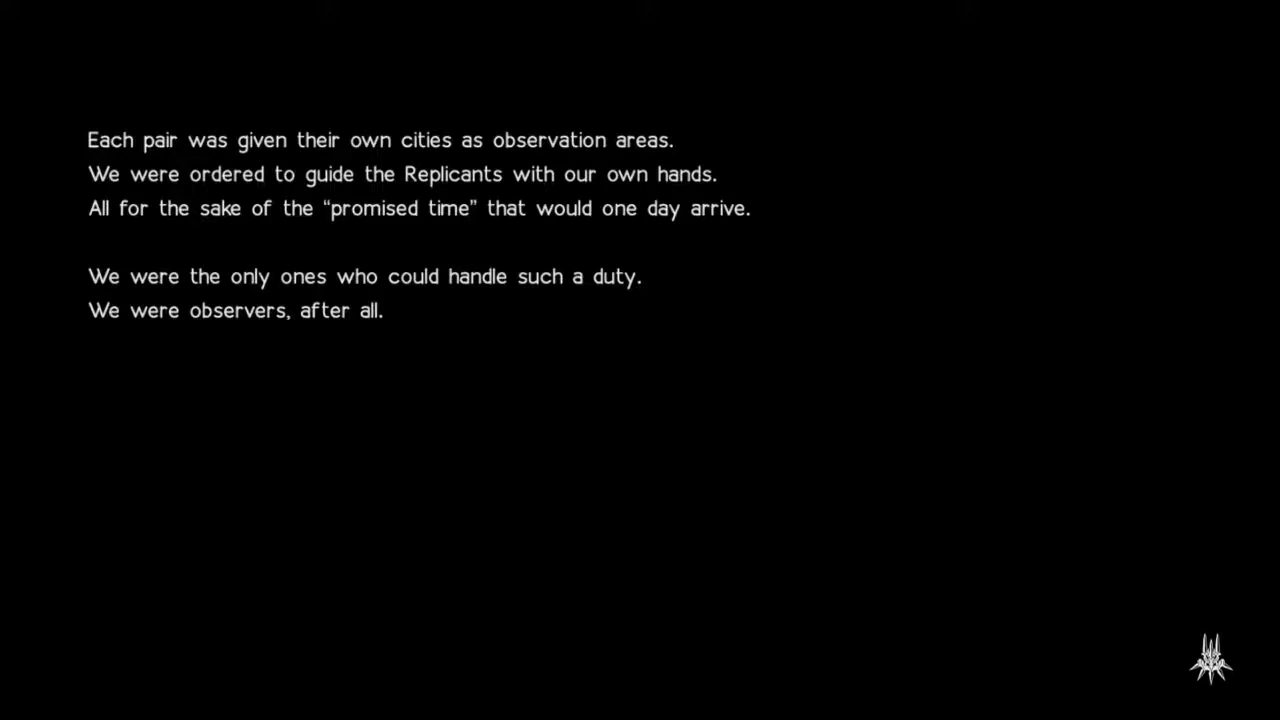 Each pair was given their own cities as observation areas.
We were ordered to guide the Replicants with our own hands.
All for the sake of the “promised time” that would one day arrive.
We were the only ones who could handle such a duty.
We were observers, after all.